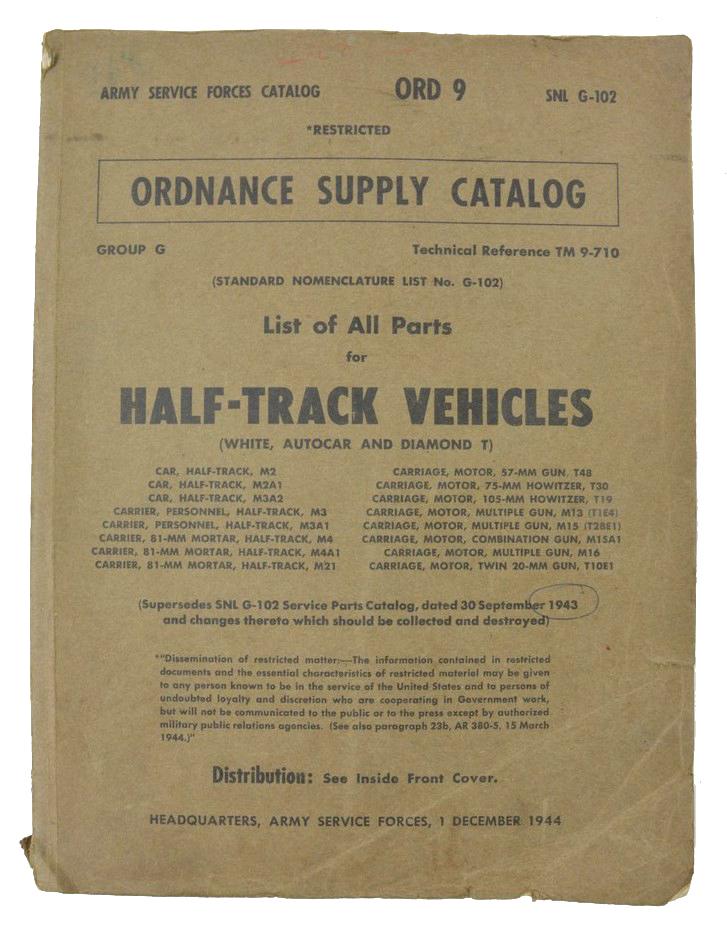 ARMY SERVICE FORCES CATALOG ORD 9 SNL G-102
*RESTRICTED
ORDNANCE SUPPLY CATALOG
GROUP G Technical Reference TM 9-710
(STANDARD NOMENCLATURE LIST No. G-102)
List of All Parts
for
HALF-TRACK VEHICLES
(WHITE, AUTOCAR AND DIAMOND T)
CAR, HALF-TRACK, M2
CAR, HALF-TRACK, M2A1
CAR, HALF-TRACK, M3A2
CARRIER, PERSONNEL, HALF-TRACK, M3
CARRIER, PERSONNEL, HALF-TRACK, M3A1
CARRIER, 81-MM MORTAR, HALF-TRACK, M4
CARRIER, 81-MM MORTAR, HALF-TRACK, M4A1
CARRIER, 81-MM MORTAR, HALF-TRACK, M21
CARRIAGE, MOTOR, 57-MM GUN, T48
CARRIAGE, MOTOR, 75-MM HOWITZER, T30
CARRIAGE, MOTOR, 105-MM HOWITZER, T19
CARRIAGE, MOTOR, MULTIPLE GUN, M13 (T1E4)
CARRIAGE, MOTOR, MULTIPLE GUN, M15 (T28E1)
CARRIAGE, MOTOR, COMBINATION GUN, M15A1
CARRIAGE, MOTOR, MULTIPLE GUN, M16
CARRIAGE, MOTOR, TWIN 20-MM GUN, T10E1
(Supersedes SNL G-102 Service Parts Catalog, dated 30 September 1943
and changes thereto which should be collected and destroyed)
*"Dissemination of restricted matter:—The information contained in restricted
documents and the essential characteristics of restricted materiel may be given
to any person known to be in the service of the United States and to persons of
undoubted loyalty and discretion who are cooperating in Government work,
but will not be communicated to the public or to the press except by authorized
military public relations agencies. (See also paragraph 23b, AR 380-5, 15 March
1944.)"
Distribution: See Inside Front Cover.
HEADQUARTERS, ARMY SERVICE FORCES, 1 DECEMBER 1944